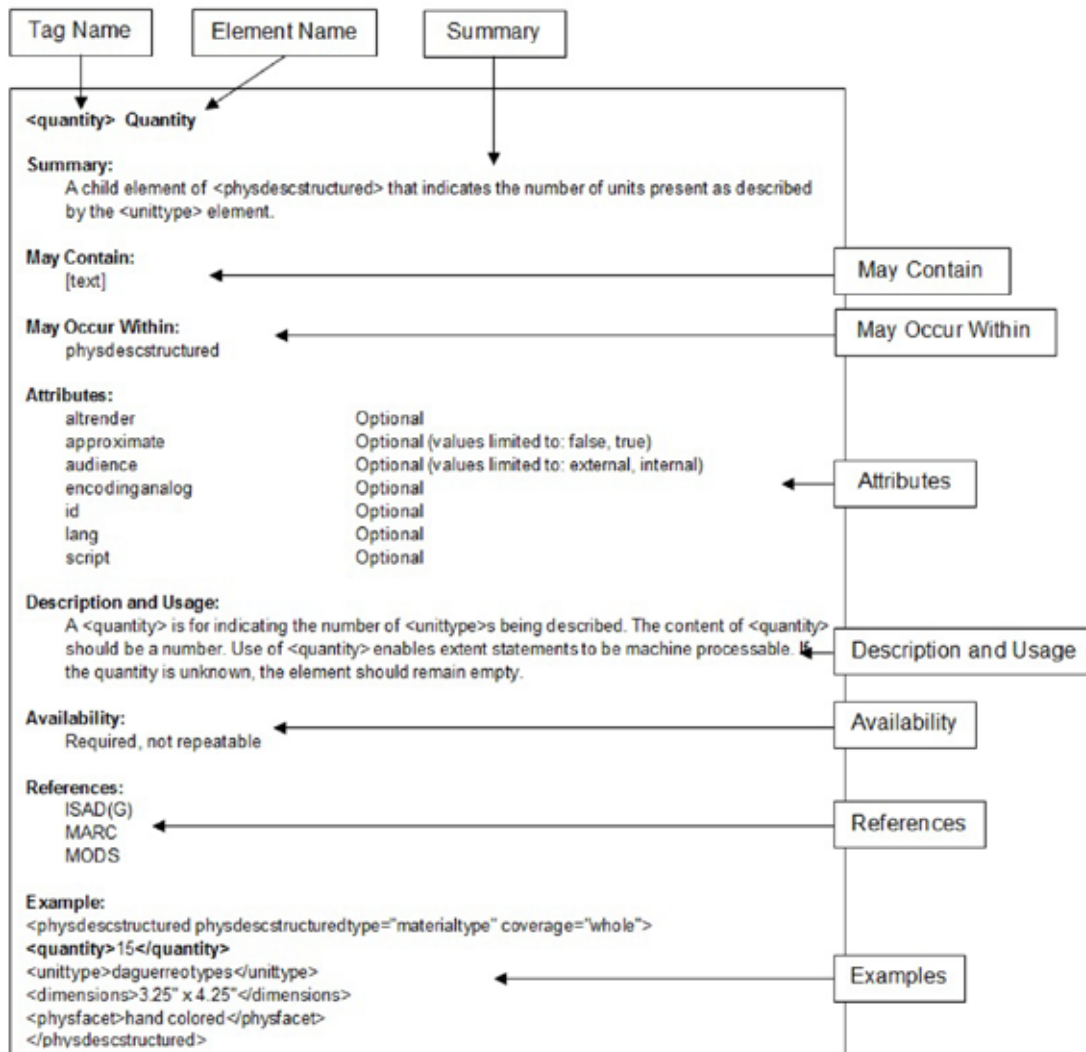 Tag Name
Element Name
Summary
<quantity> Quantity
Summary:
A child element of <physdescstructured> that indicates the number of units present as described
by the <unittype> element.
May Contain:
[text]
May Contain
May Occur Within:
physdescstructured
May Occur Within
Attributes:
altrender Optional
approximate Optional (values limited to: false, true)
audience Optional (values limited to: external, internal)
encodinganalog Optional
id Optional
lang Optional
script Optional
Attributes
Description and Usage:
A <quantity> is for indicating the number of <unittype>s being described. The content of <quantity>
should be a number. Use of <quantity> enables extent statements to be machine processable. If
the quantity is unknown, the element should remain empty.
Description and Usage
Availability:
Required, not repeatable
Availability
References:
ISAD(G)
MARC
MODS
References
Example:
<physdescstructured physdescstructuredtype="materialtype" coverage="whole">
<quantity>15</quantity>
<unittype>daguerreotypes</unittype>
<dimensions>3.25" x 4.25"</dimensions>
<physfacet>hand colored</physfacet>
</physdescstructured>
Examples